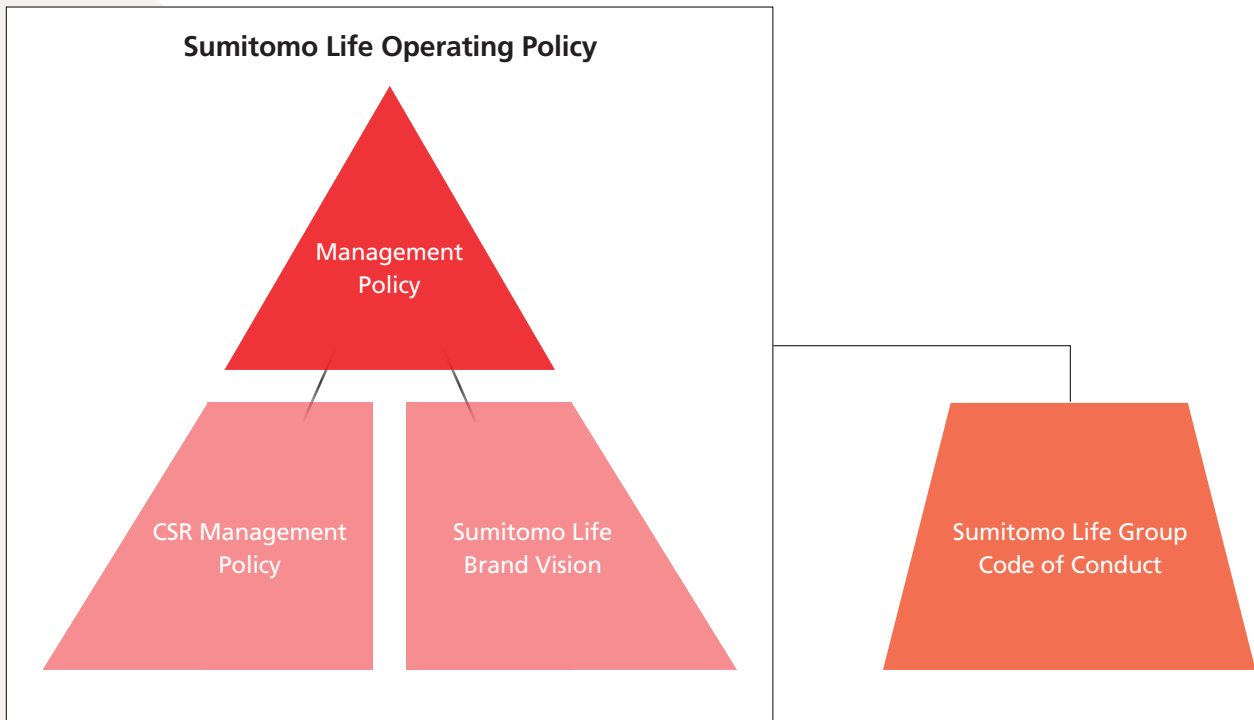 Sumitomo Life Operating Policy
Management
Policy
CSR Management
Policy
Sumitomo Life
Brand Vision
Sumitomo Life Group
Code of Conduct